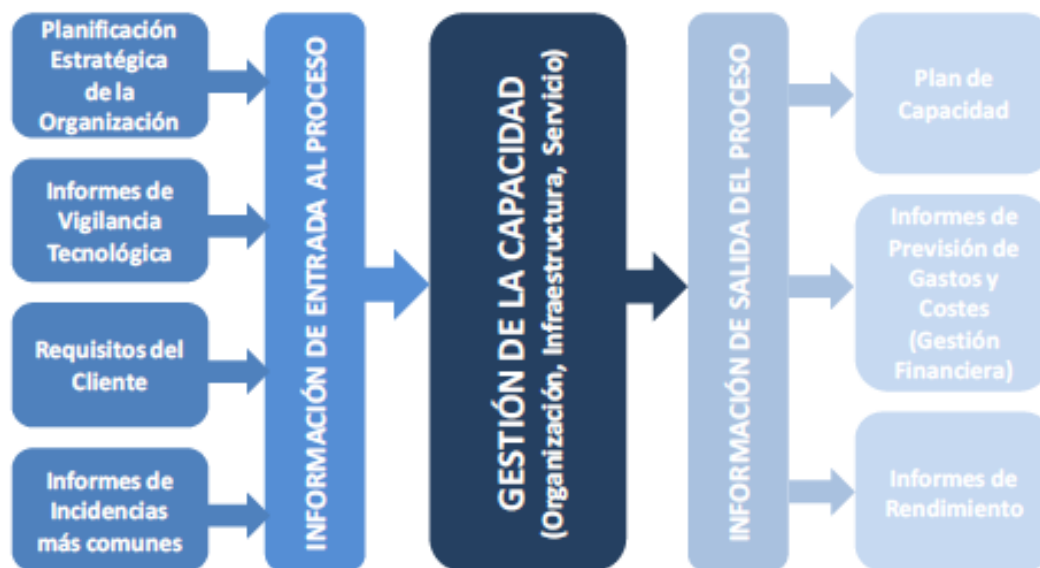 Planificación
Estratégica
de la
Organización
Informes de
Vigilancia
Tecnológica
Requisitos del
Cliente
Informes de
Incidencias
más comunes
INFORMACIÓN DE ENTRADA AL PROCESO
GESTIÓN DE LA CAPACIDAD
(Organización, Infraestructura, Servicio)
INFORMACIÓN DE SALIDA DEL PROCESO
Plan de
Capacidad
Informes de
Previsión de
Gastos y
Costes
(Gestión
Financiera)
Informes de
Rendimiento